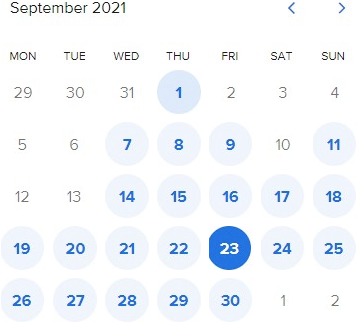 September 2021
MON TUE WED THU FRI SAT SUN
29 30 31 1 2 3 4
5 6 7 8 9 10 11
12 13 14 15 16 17 18
19 20 21 22 23 24 25
26 27 28 29 30 1 2